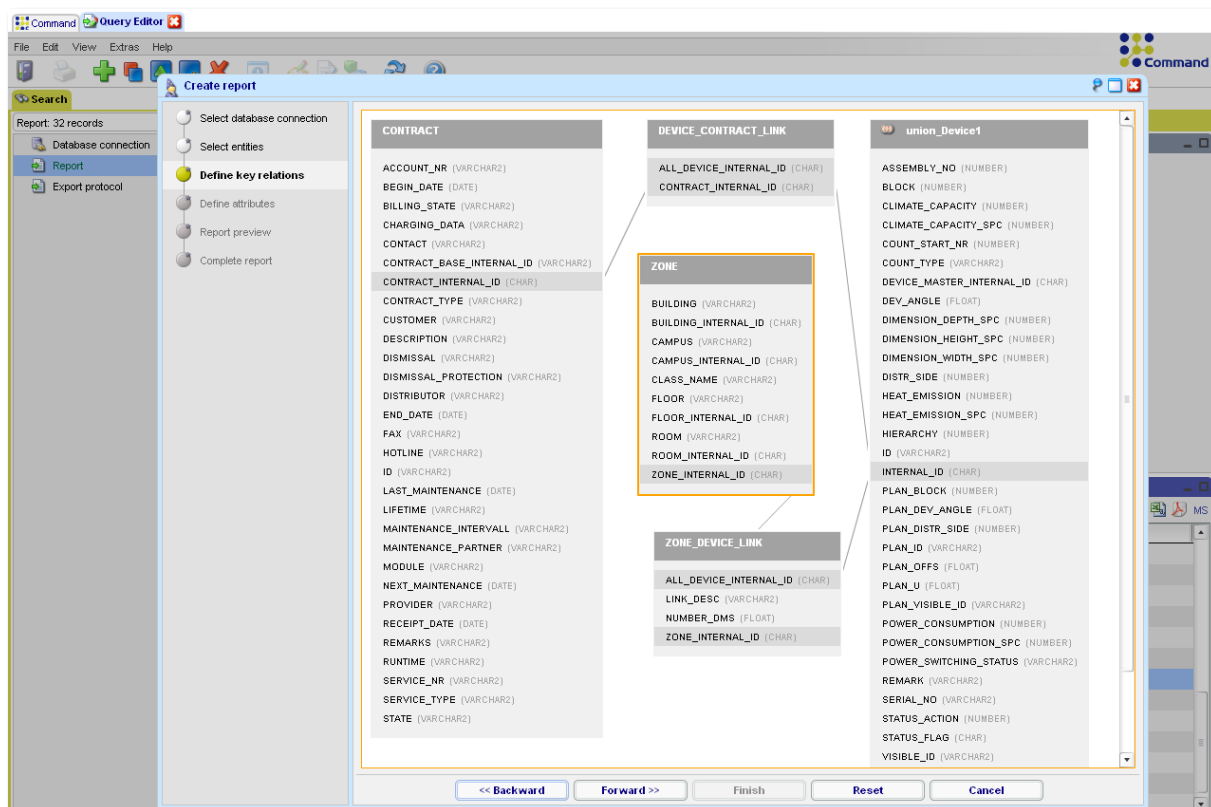 Command
Query Editor
File Edit View Extras Help
Command
Search
Report: 32 records
Database connection
Report
Export protocol
Create report
Select database connection
Select entities
Define key relations
Define attributes
Report preview
Complete report
CONTRACT
ACCOUNT_NR (VARCHAR2)
BEGIN_DATE (DATE)
BILLING_STATE (VARCHAR2)
CHARGING_DATA (VARCHAR2)
CONTACT (VARCHAR2)
CONTRACT_BASE_INTERNAL_ID (VARCHAR2)
CONTRACT_INTERNAL_ID (CHAR)
CONTRACT_TYPE (VARCHAR2)
CUSTOMER (VARCHAR2)
DESCRIPTION (VARCHAR2)
DISMISSAL (VARCHAR2)
DISMISSAL_PROTECTION (VARCHAR2)
DISTRIBUTOR (VARCHAR2)
END_DATE (DATE)
FAX (VARCHAR2)
HOTLINE (VARCHAR2)
ID (VARCHAR2)
LAST_MAINTENANCE (DATE)
LIFETIME (VARCHAR2)
MAINTENANCE_INTERVALL (VARCHAR2)
MAINTENANCE_PARTNER (VARCHAR2)
MODULE (VARCHAR2)
NEXT_MAINTENANCE (DATE)
PROVIDER (VARCHAR2)
RECEIPT_DATE (DATE)
REMARKS (VARCHAR2)
RUNTIME (VARCHAR2)
SERVICE_NR (VARCHAR2)
SERVICE_TYPE (VARCHAR2)
STATE (VARCHAR2)
DEVICE_CONTRACT_LINK
ALL_DEVICE_INTERNAL_ID (CHAR)
CONTRACT_INTERNAL_ID (CHAR)
ZONE
BUILDING (VARCHAR2)
BUILDING_INTERNAL_ID (CHAR)
CAMPUS (VARCHAR2)
CAMPUS_INTERNAL_ID (CHAR)
CLASS_NAME (VARCHAR2)
FLOOR (VARCHAR2)
FLOOR_INTERNAL_ID (CHAR)
ROOM (VARCHAR2)
ROOM_INTERNAL_ID (CHAR)
ZONE_INTERNAL_ID (CHAR)
ZONE_DEVICE_LINK
ALL_DEVICE_INTERNAL_ID (CHAR)
LINK_DESC (VARCHAR2)
NUMBER_DMS (FLOAT)
ZONE_INTERNAL_ID (CHAR)
union_Device1
ASSEMBLY_NO (NUMBER)
BLOCK (NUMBER)
CLIMATE_CAPACITY (NUMBER)
CLIMATE_CAPACITY_SPC (NUMBER)
COUNT_START_NR (NUMBER)
COUNT_TYPE (VARCHAR2)
DEVICE_MASTER_INTERNAL_ID (CHAR)
DEV_ANGLE (FLOAT)
DIMENSION_DEPTH_SPC (NUMBER)
DIMENSION_HEIGHT_SPC (NUMBER)
DIMENSION_WIDTH_SPC (NUMBER)
DISTR_SIDE (NUMBER)
HEAT_EMISSION (NUMBER)
HEAT_EMISSION_SPC (NUMBER)
HIERARCHY (NUMBER)
ID (VARCHAR2)
INTERNAL_ID (CHAR)
PLAN_BLOCK (NUMBER)
PLAN_DEV_ANGLE (FLOAT)
PLAN_DISTR_SIDE (NUMBER)
PLAN_ID (VARCHAR2)
PLAN_OFFS (FLOAT)
PLAN_U (FLOAT)
PLAN_VISIBLE_ID (VARCHAR2)
POWER_CONSUMPTION (NUMBER)
POWER_CONSUMPTION_SPC (NUMBER)
POWER_SWITCHING_STATUS (VARCHAR2)
REMARK (VARCHAR2)
SERIAL_NO (VARCHAR2)
STATUS_ACTION (NUMBER)
STATUS_FLAG (CHAR)
VISIBLE_ID (VARCHAR2)
MS
<< Backward
Forward >>
Finish
Reset
Cancel